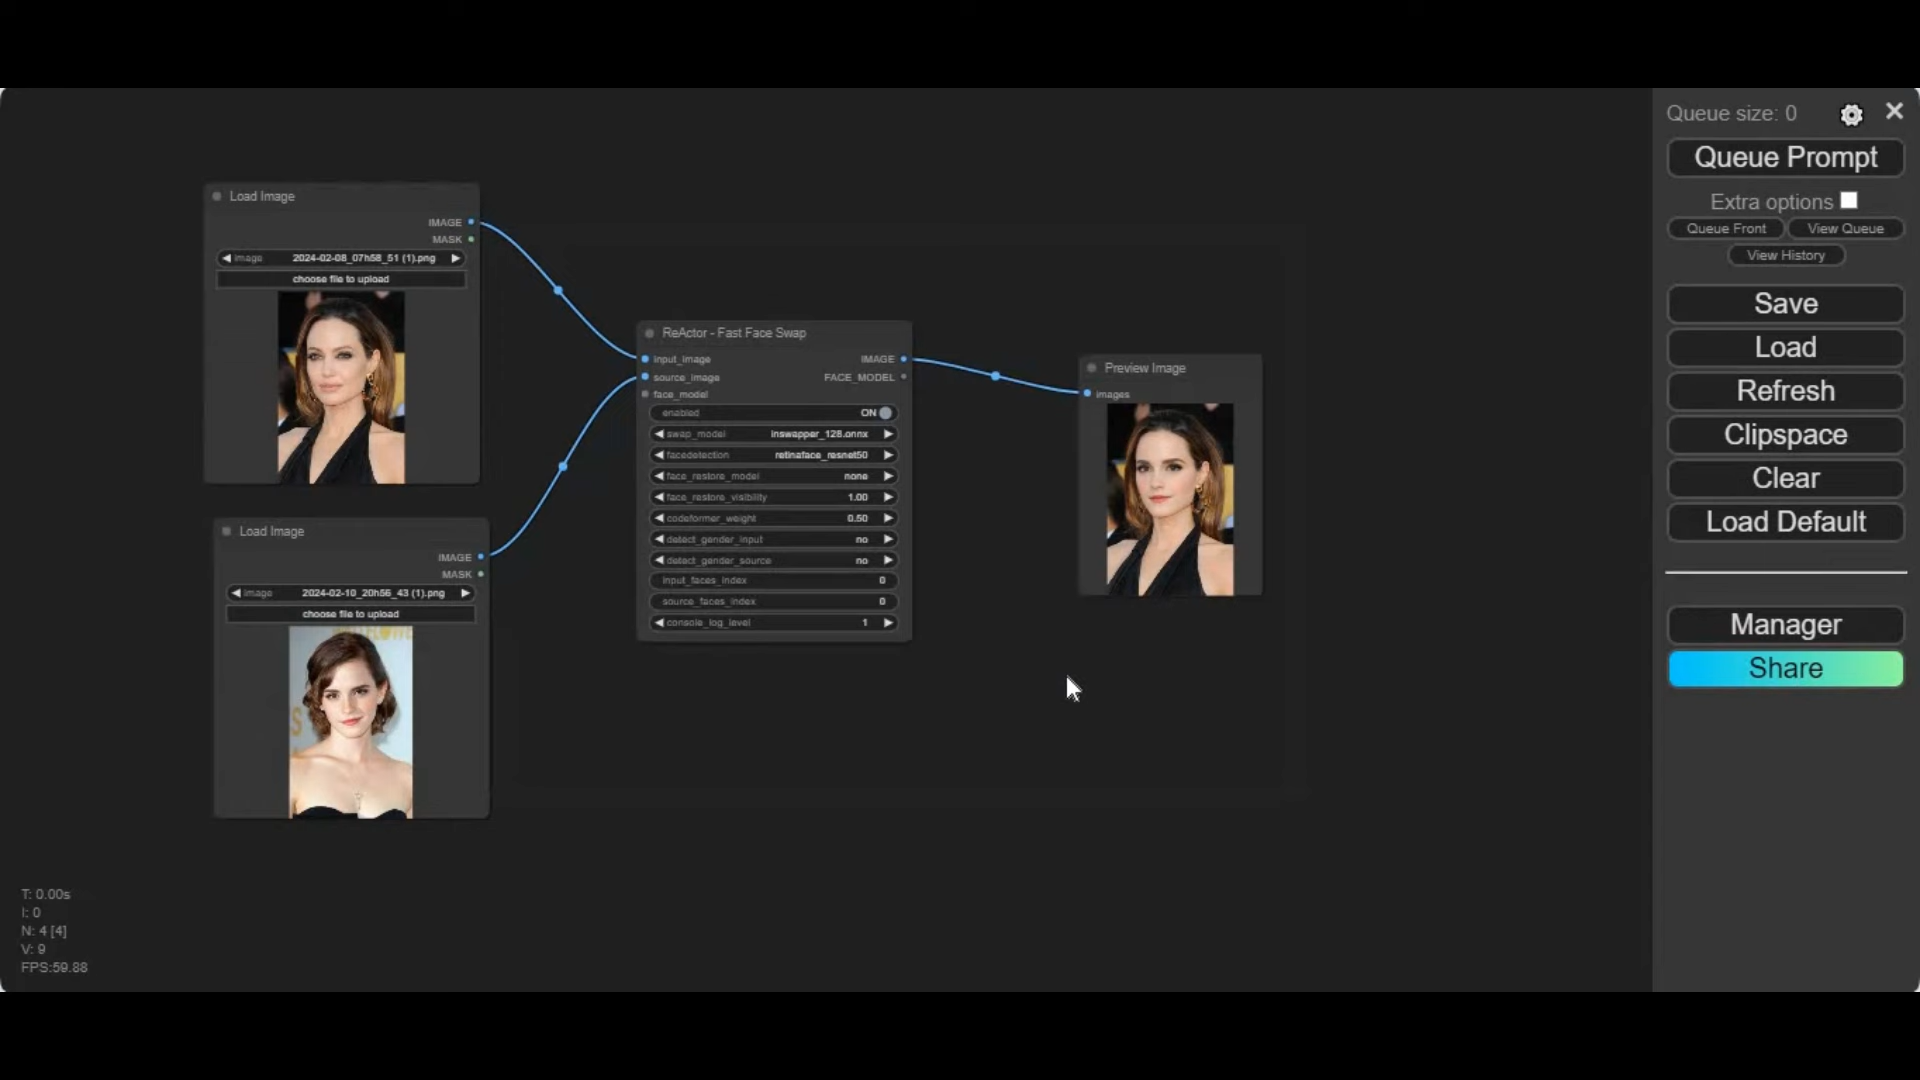 Load Image
IMAGE
MASK
image 2024-02-08_07h58_51 (1).png
choose file to upload
Load Image
IMAGE
MASK
image 2024-02-10_20h56_43 (1).png
choose file to upload
ReActor - Fast Face Swap
input_image IMAGE
source_image FACE_MODEL
face_model
enabled ON
swap_model inswapper_128.onnx
facedetection retinaface_resnet50
face_restore_model none
face_restore_visibility 1.00
codeformer_weight 0.50
detect_gender_input no
detect_gender_source no
input_faces_index 0
source_faces_index 0
console_log_level 1
Preview Image
images
Queue size: 0
Queue Prompt
Extra options
Queue Front View Queue
View History
Save
Load
Refresh
Clipspace
Clear
Load Default
Manager
Share
T: 0.00s
I: 0
N: 4 [4]
V: 9
FPS:59.88